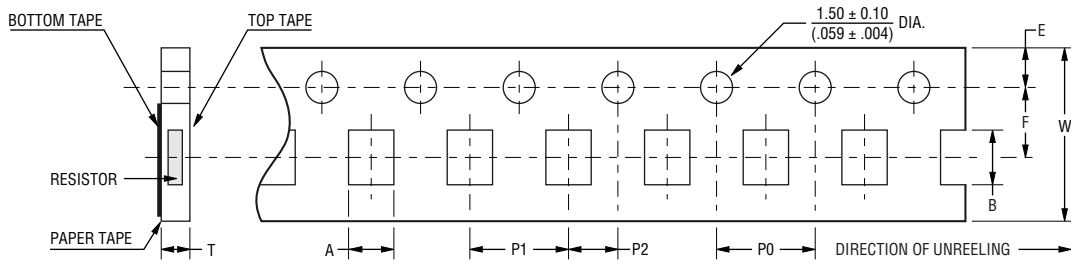 BOTTOM TAPE
TOP TAPE
1.50 ± 0.10
(.059 ± .004)
DIA.
E
F
W
RESISTOR
B
PAPER TAPE
T
A
P1
P2
P0
DIRECTION OF UNREELING